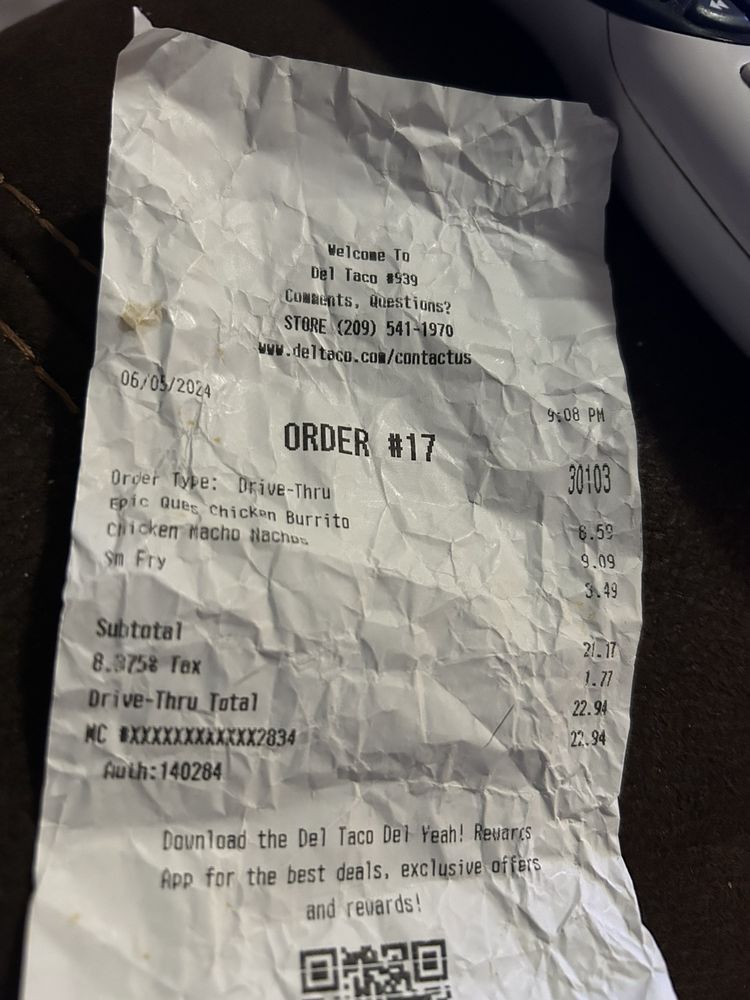 Welcome To
Del Taco #939
Comments, Questions?
STORE (209) 541-1970
www.deltaco.com/contactus
06/05/2024 9:08 PM
ORDER #17
Order Type: Drive-Thru 30103
Epic Ques Chicken Burrito 8.59
Chicken Macho Nachos 9.09
Sm Fry 3.49
Subtotal 21.17
8.375% Tax 1.77
Drive-Thru Total 22.94
MC #XXXXXXXXXXXX2834 22.94
Auth:140284
Download the Del Taco Del Yeah! Rewards
App for the best deals, exclusive offers
and rewards!